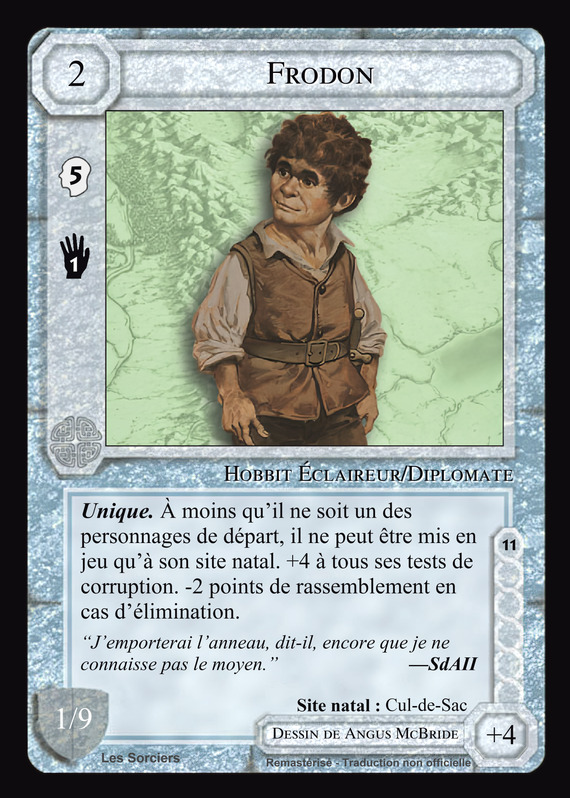 2
Frodon
5
1
Hobbit Éclaireur/Diplomate
Unique. À moins qu’il ne soit un des
personnages de départ, il ne peut être mis en
jeu qu’à son site natal. +4 à tous ses tests de
corruption. -2 points de rassemblement en
cas d’élimination.
11
“J’emporterai l’anneau, dit-il, encore que je ne
connaisse pas le moyen.” —SdAII
Site natal : Cul-de-Sac
1/9
Dessin de Angus McBride
+4
Les Sorciers
Remastérisé - Traduction non officielle